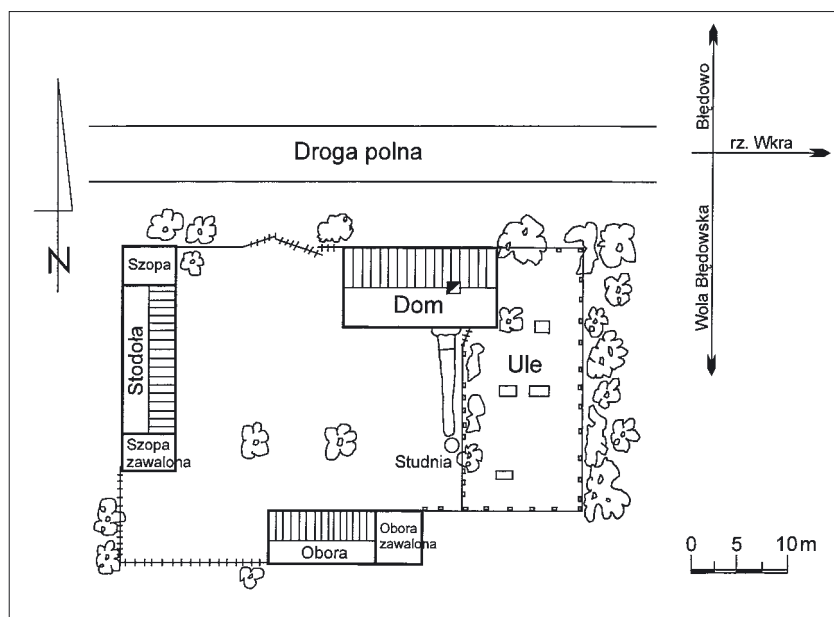 Droga polna
Błędowo
rz. Wkra
Wola Błędowska
N
Szopa
Stodoła
Szopa
zawalona
Dom
Ule
Studnia
Obora
Obora
zawalona
0 5 10 m